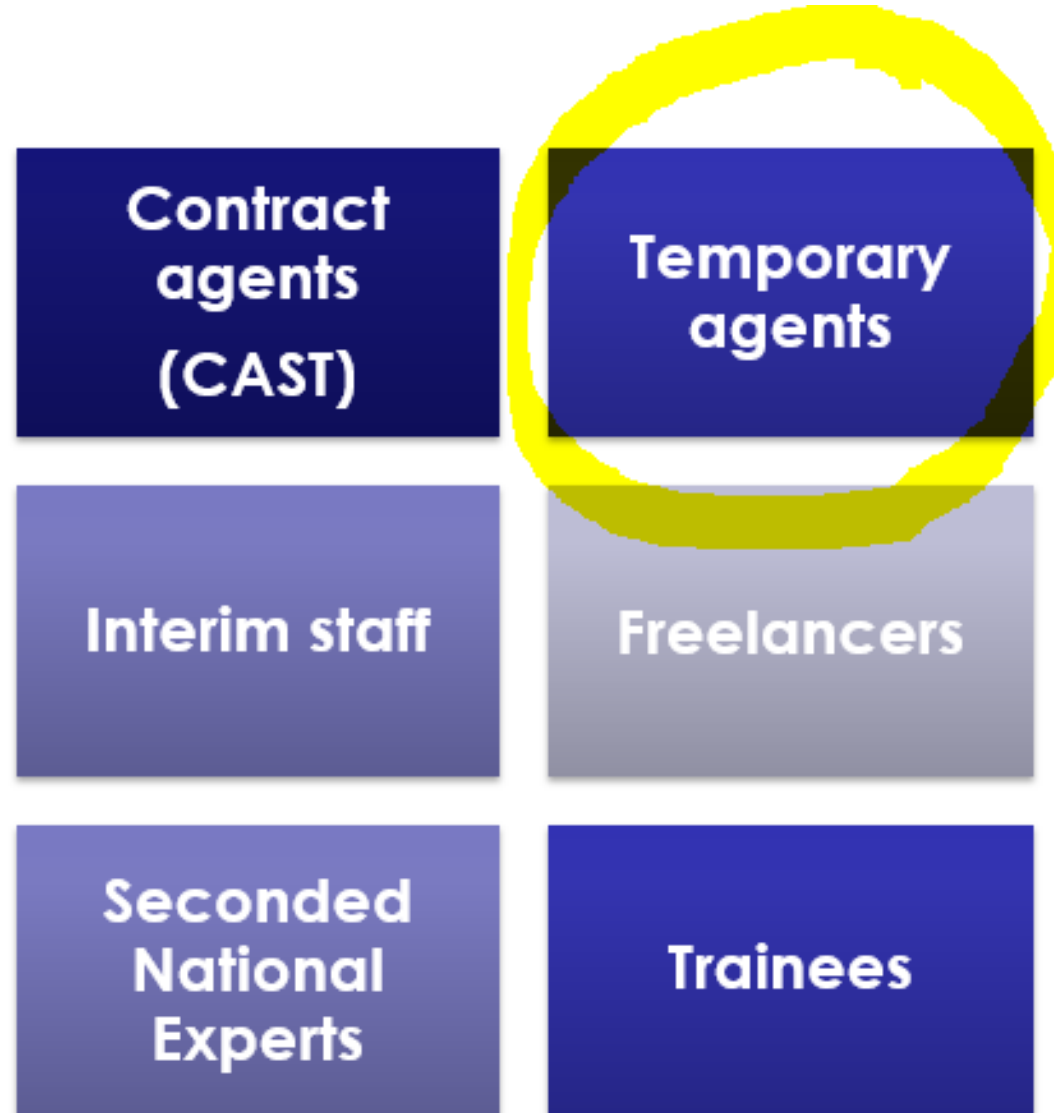 Contract
agents
(CAST)
Temporary
agents
Interim staff
Freelancers
Seconded
National
Experts
Trainees